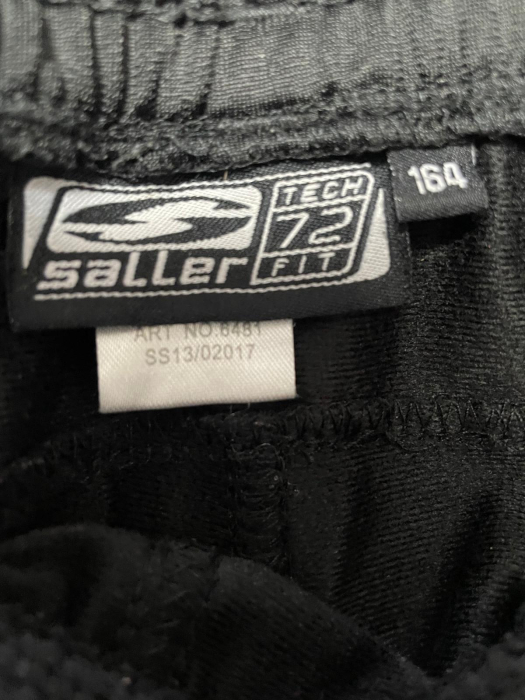 saller
TECH
72
FIT
164
ART NO.6481
SS13/02017